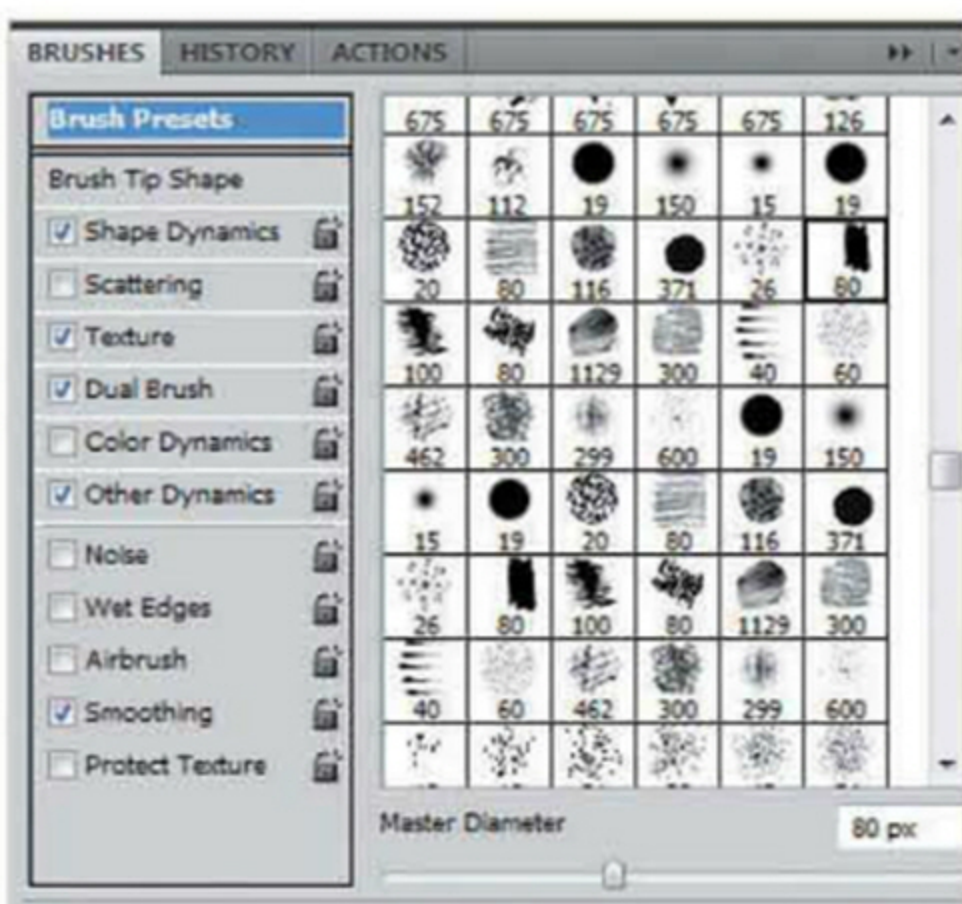 BRUSHES HISTORY ACTIONS
Brush Presets
Brush Tip Shape
Shape Dynamics
Scattering
Texture
Dual Brush
Color Dynamics
Other Dynamics
Noise
Wet Edges
Airbrush
Smoothing
Protect Texture
675 675 675 675 675 126
152 112 19 150 15 19
20 80 116 371 26 80
100 80 1129 300 40 60
462 300 299 600 19 150
15 19 20 80 116 371
26 80 100 80 1129 300
40 60 462 300 299 600
Master Diameter 80 px